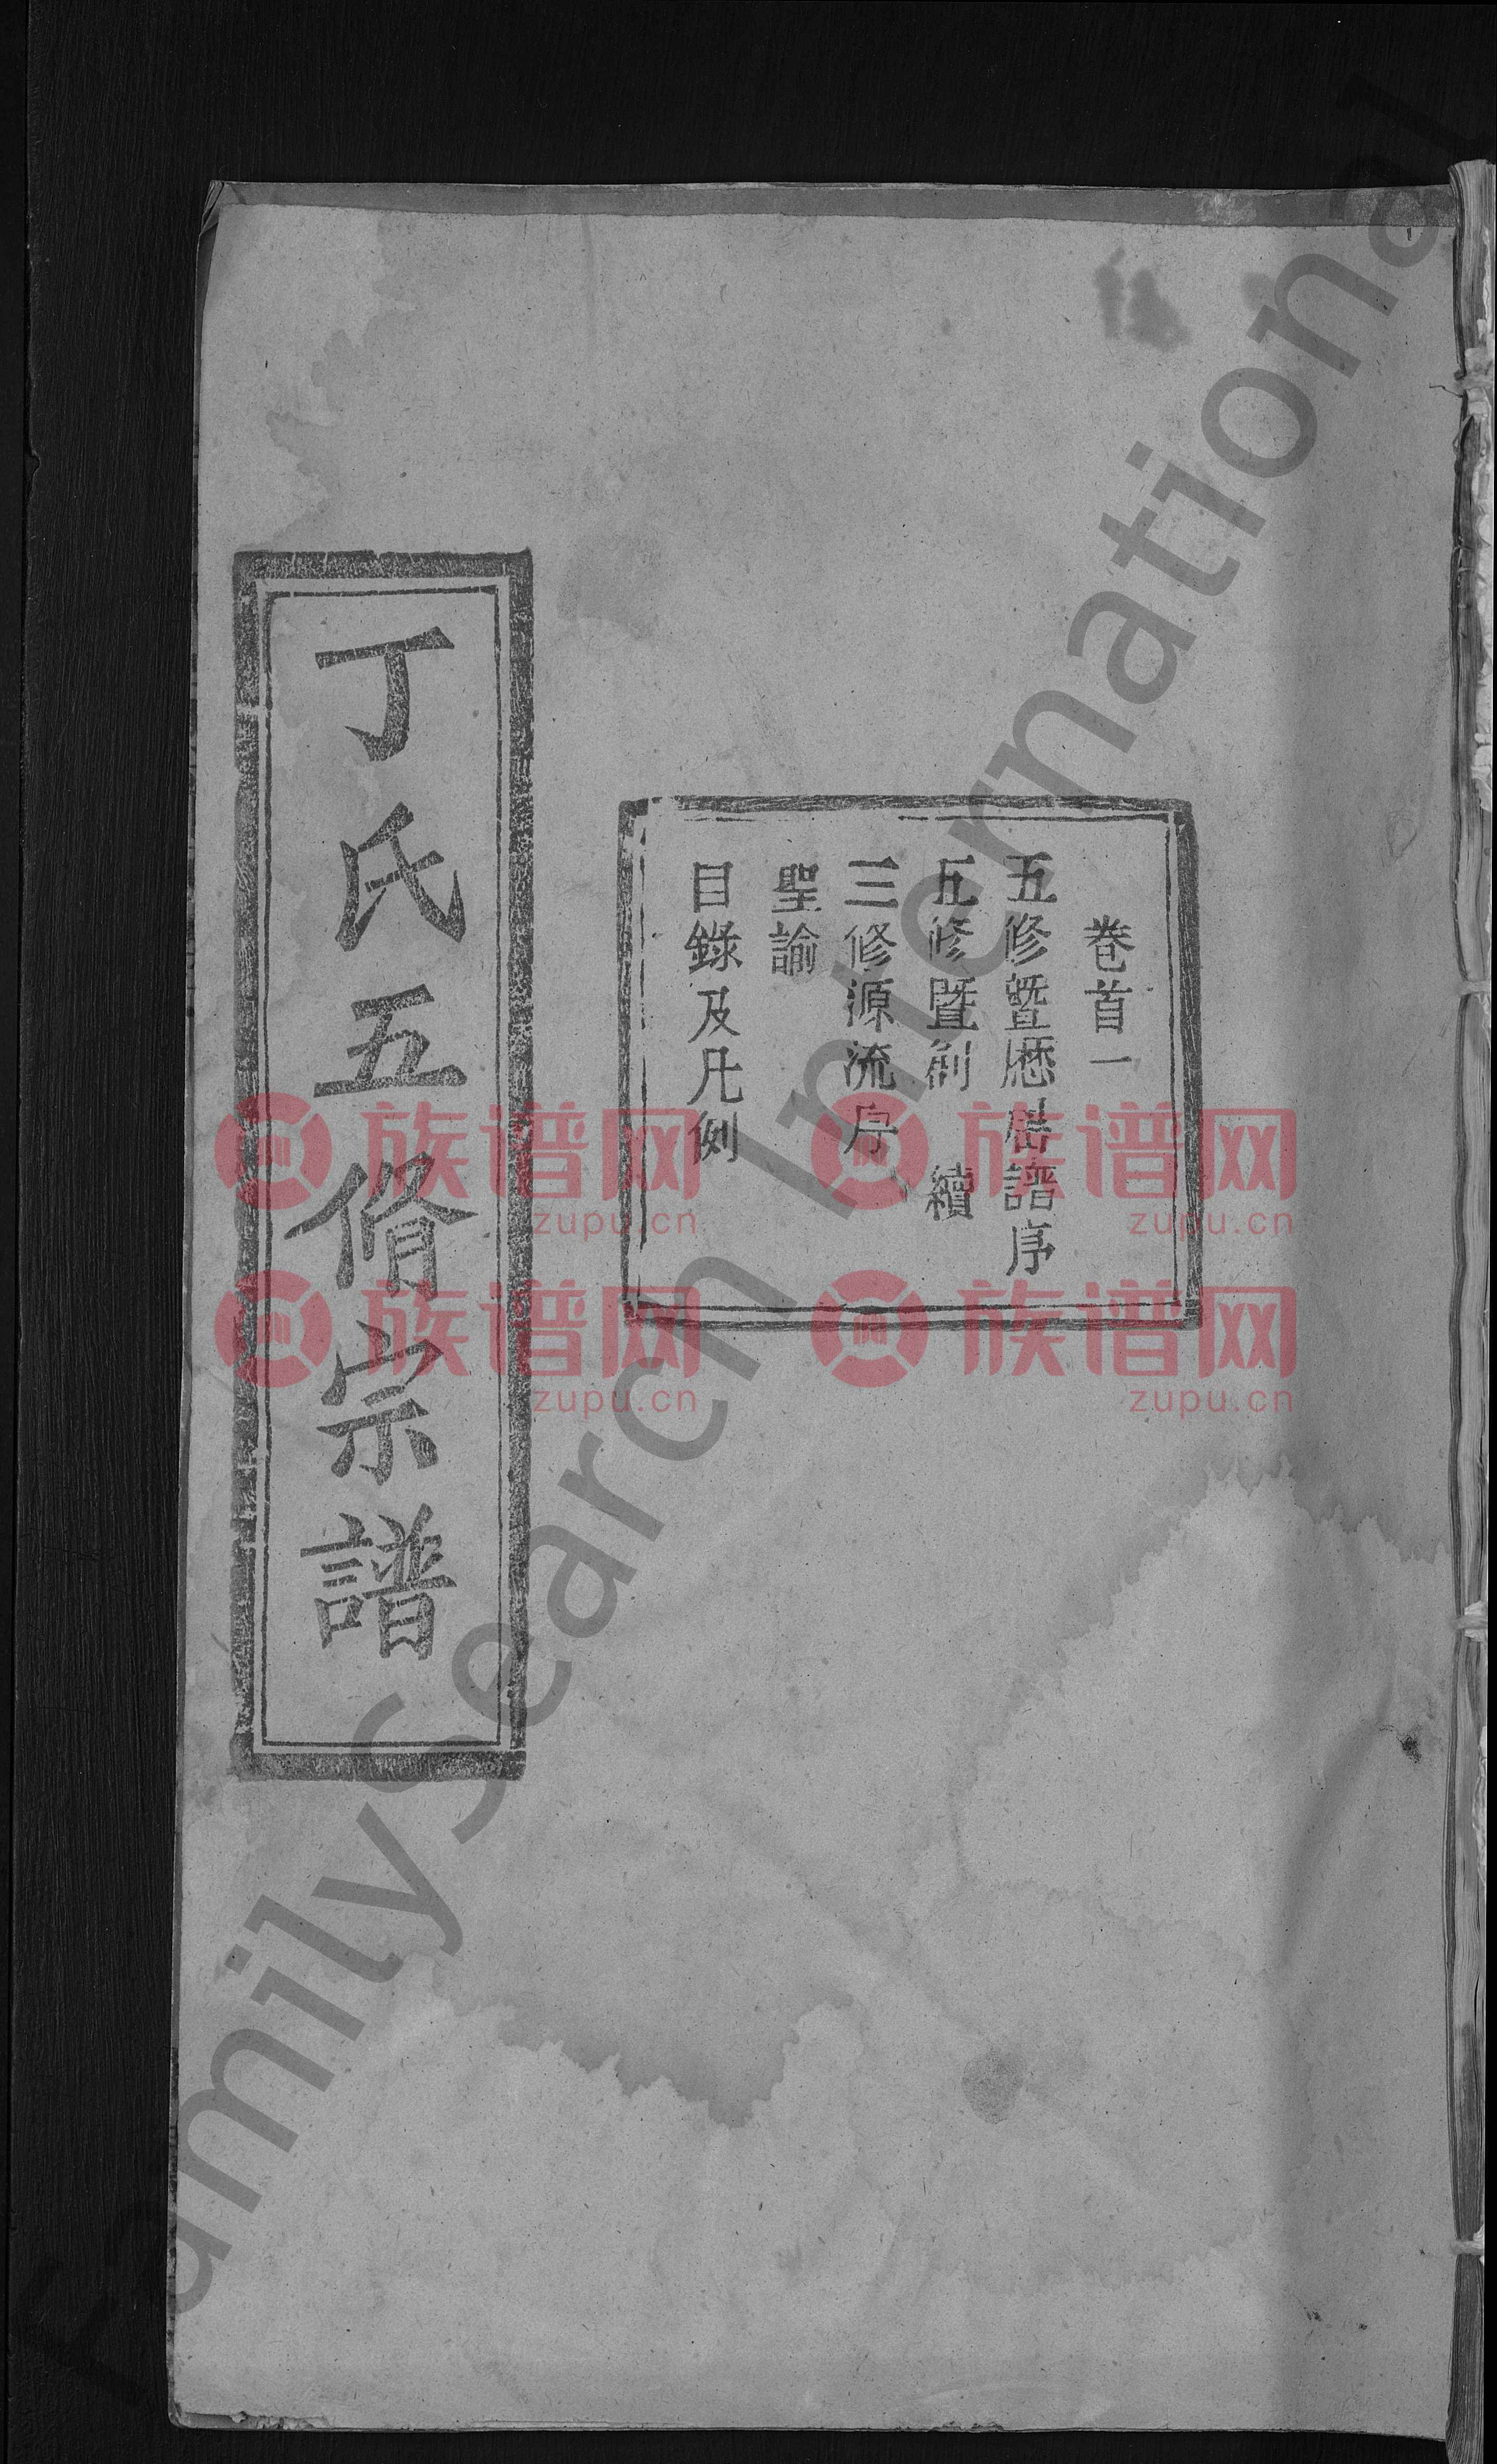 卷首一
五修暨歷屆譜序
五修暨創 續
三修源流序
聖諭
目錄及凡例
丁氏五脩宗譜
族谱网
zupu.cn
族谱网
zupu.cn
族谱网
zupu.cn
族谱网
zupu.cn
FamilySearch International